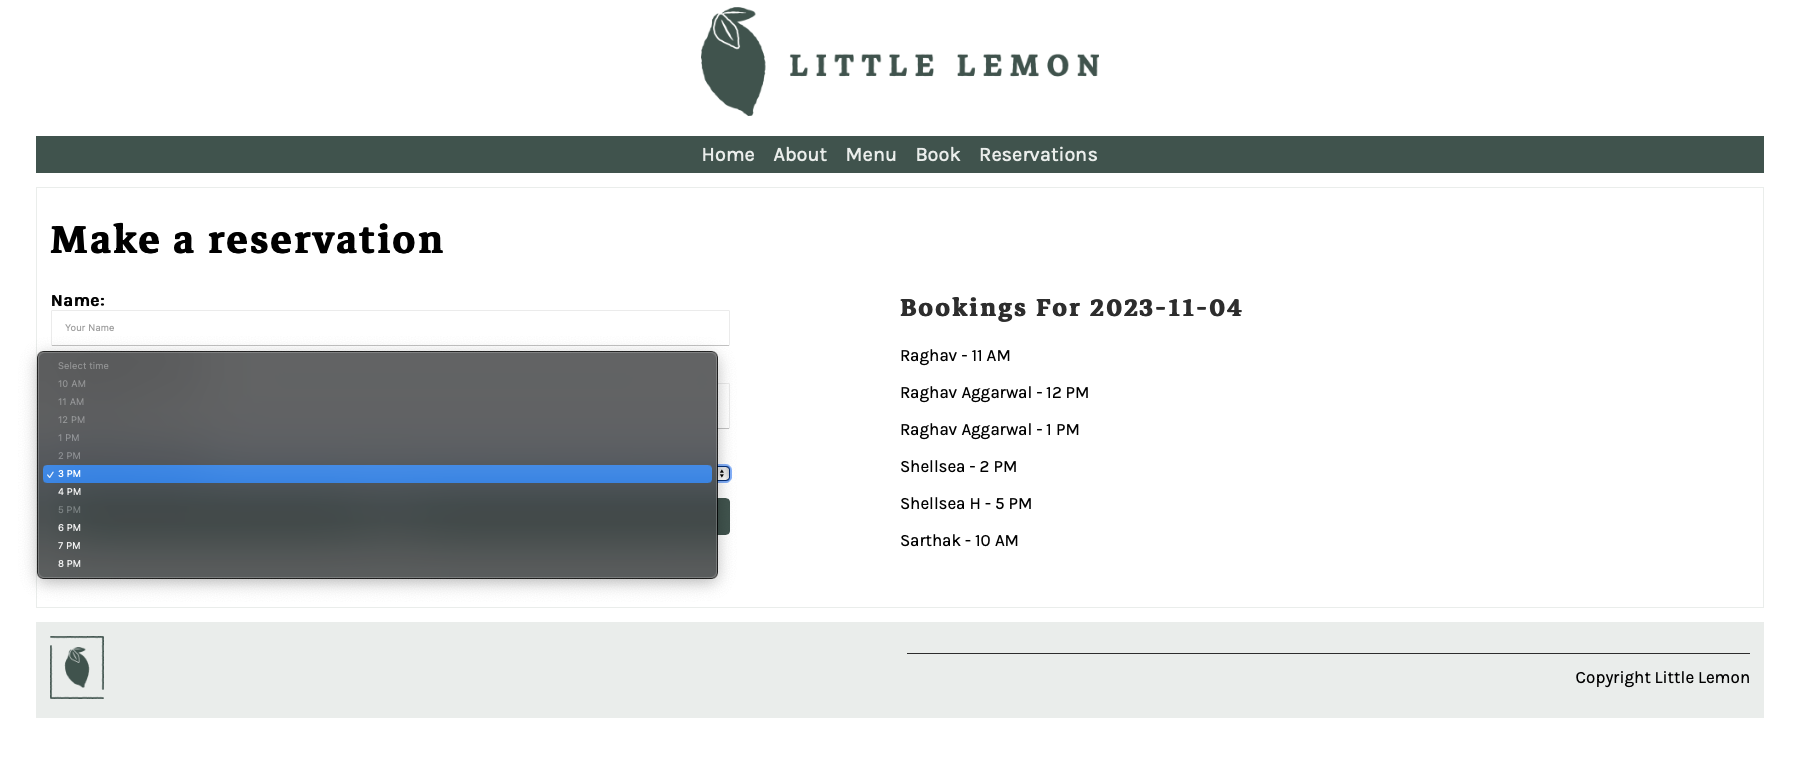 LITTLE LEMON
Home About Menu Book Reservations
Make a reservation
Name:
Your Name
Select time
10 AM
11 AM
12 PM
1 PM
2 PM
✓ 3 PM
4 PM
5 PM
6 PM
7 PM
8 PM
Bookings For 2023-11-04
Raghav - 11 AM
Raghav Aggarwal - 12 PM
Raghav Aggarwal - 1 PM
Shellsea - 2 PM
Shellsea H - 5 PM
Sarthak - 10 AM
Copyright Little Lemon